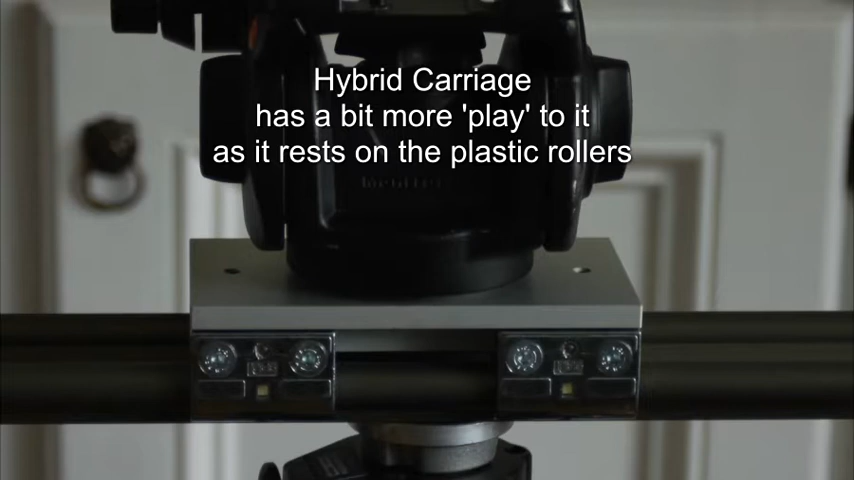 Hybrid Carriage
has a bit more 'play' to it
as it rests on the plastic rollers